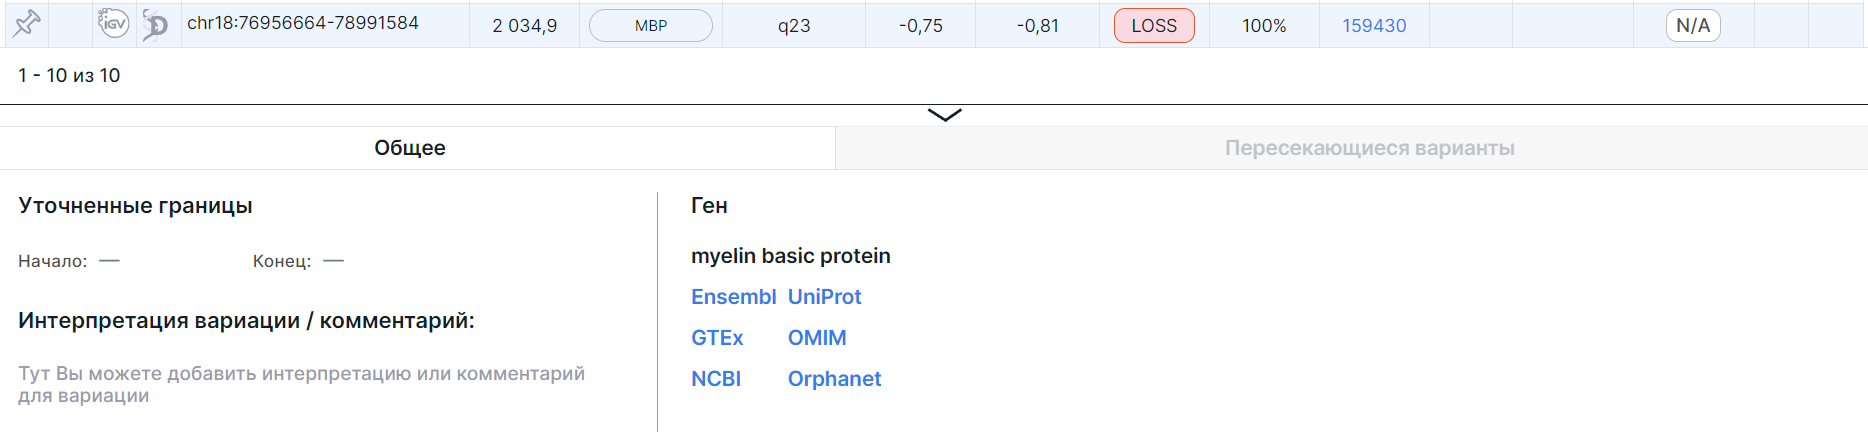 IGV D chr18:76956664-78991584 2 034,9 MBP q23 -0,75 -0,81 LOSS 100% 159430 N/A
1 - 10 из 10
Общее Пересекающиеся варианты
Уточненные границы Ген
myelin basic protein
Начало: — Конец: —
Ensembl UniProt
Интерпретация вариации / комментарий:
GTEx OMIM
Тут Вы можете добавить интерпретацию или комментарий
для вариации
NCBI Orphanet